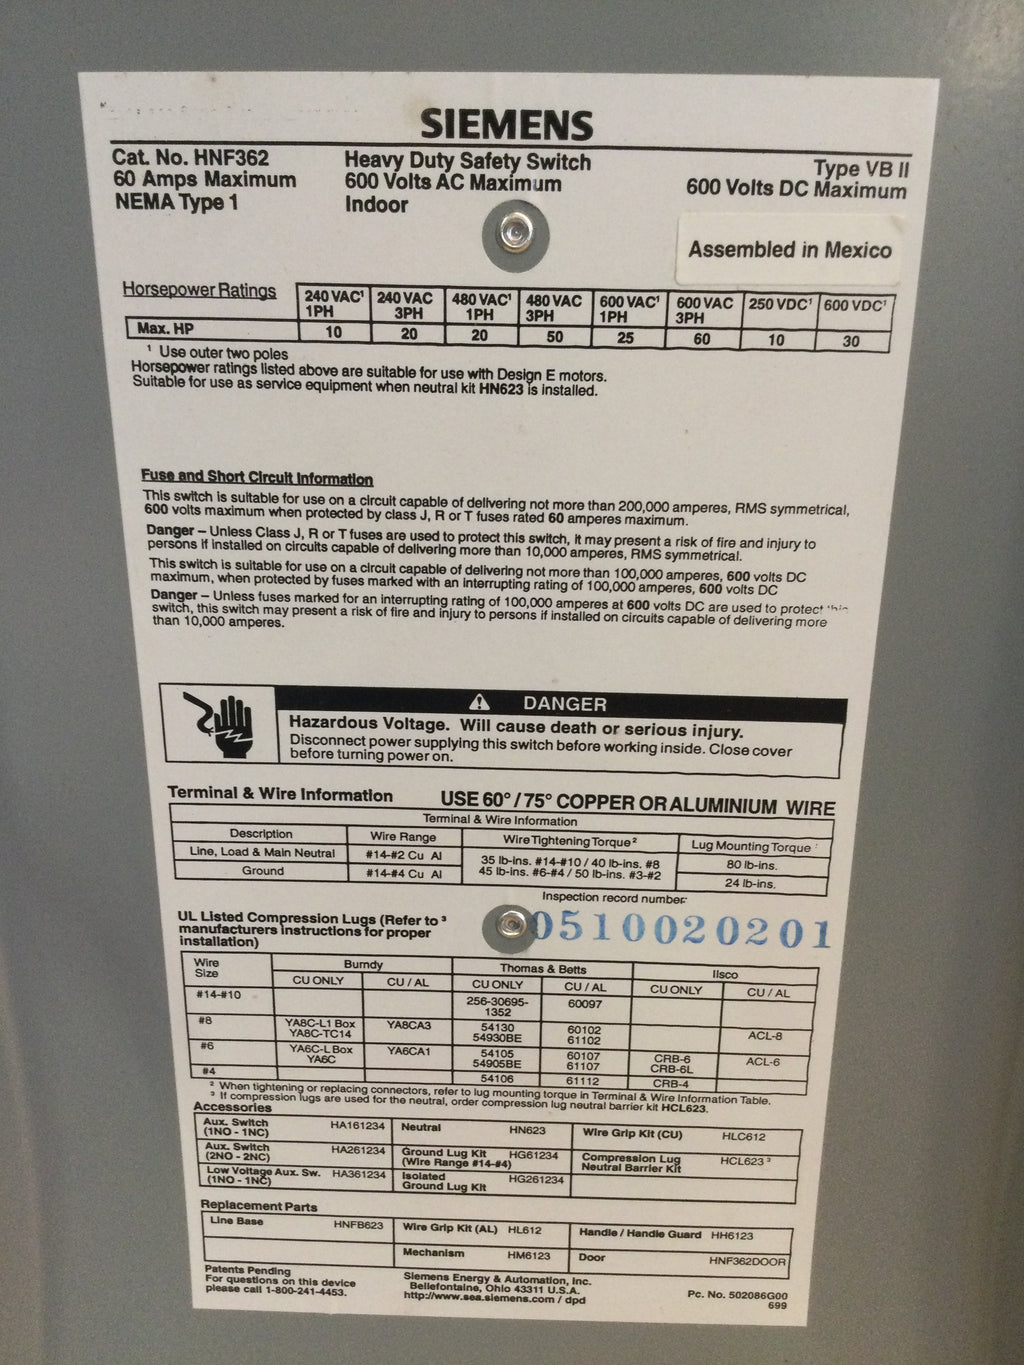 SIEMENS
Cat. No. HNF362
60 Amps Maximum
NEMA Type 1
Heavy Duty Safety Switch
600 Volts AC Maximum
Indoor
Type VB II
600 Volts DC Maximum
Assembled in Mexico
Horsepower Ratings
240 VAC¹ 1PH 240 VAC 3PH 480 VAC¹ 1PH 480 VAC 3PH 600 VAC¹ 1PH 600 VAC 3PH 250 VDC¹ 600 VDC¹
Max. HP 10 20 20 50 25 60 10 30
¹ Use outer two poles
Horsepower ratings listed above are suitable for use with Design E motors.
Suitable for use as service equipment when neutral kit HN623 is installed.
Fuse and Short Circuit Information
This switch is suitable for use on a circuit capable of delivering not more than 200,000 amperes, RMS symmetrical,
600 volts maximum when protected by class J, R or T fuses rated 60 amperes maximum.
Danger – Unless Class J, R or T fuses are used to protect this switch, it may present a risk of fire and injury to
persons if installed on circuits capable of delivering more than 10,000 amperes, RMS symmetrical.
This switch is suitable for use on a circuit capable of delivering not more than 100,000 amperes, 600 volts DC
maximum, when protected by fuses marked with an interrupting rating of 100,000 amperes, 600 volts DC
Danger – Unless fuses marked for an interrupting rating of 100,000 amperes at 600 volts DC are used to protect this
switch, this switch may present a risk of fire and injury to persons if installed on circuits capable of delivering more
than 10,000 amperes.
DANGER
Hazardous Voltage. Will cause death or serious injury.
Disconnect power supplying this switch before working inside. Close cover
before turning power on.
Terminal & Wire Information USE 60°/75° COPPER OR ALUMINIUM WIRE
Terminal & Wire Information
Description Wire Range Wire Tightening Torque² Lug Mounting Torque
Line, Load & Main Neutral #14-#2 Cu Al 35 lb-ins. #14-#10 / 40 lb-ins. #8 80 lb-ins.
Ground #14-#4 Cu Al 45 lb-ins. #6-#4 / 50 lb-ins. #3-#2 24 lb-ins.
Inspection record number
0510020201
UL Listed Compression Lugs (Refer to ³
manufacturers instructions for proper
installation)
Wire Size Burndy Thomas & Betts Ilsco
CU ONLY CU / AL CU ONLY CU / AL CU ONLY CU / AL
#14-#10 256-30695-1352 60097
#8 YA8C-L1 Box YA8C-TC14 YA8CA3 54130 54930BE 60102 61102 ACL-8
#6 YA6C-L Box YA6C YA6CA1 54105 54905BE 60107 61107 CRB-6 CRB-6L ACL-6
#4 54106 61112 CRB-4
² When tightening or replacing connectors, refer to lug mounting torque in Terminal & Wire Information Table.
³ If compression lugs are used for the neutral, order compression lug neutral barrier kit HCL623.
Accessories
Aux. Switch (1NO - 1NC) HA161234 Neutral HN623 Wire Grip Kit (CU) HLC612
Aux. Switch (2NO - 2NC) HA261234 Ground Lug Kit (Wire Range #14-#4) HG61234 Compression Lug Neutral Barrier Kit HCL623 ³
Low Voltage Aux. Sw. (1NO - 1NC) HA361234 Isolated Ground Lug Kit HG261234
Replacement Parts
Line Base HNFB623 Wire Grip Kit (AL) HL612 Handle / Handle Guard HH6123
Mechanism HM6123 Door HNF362DOOR
Patents Pending
For questions on this device
please call 1-800-241-4453.
Siemens Energy & Automation, Inc.
Bellefontaine, Ohio 43311 U.S.A.
http://www.sea.siemens.com / dpd
Pc. No. 502086G00
699